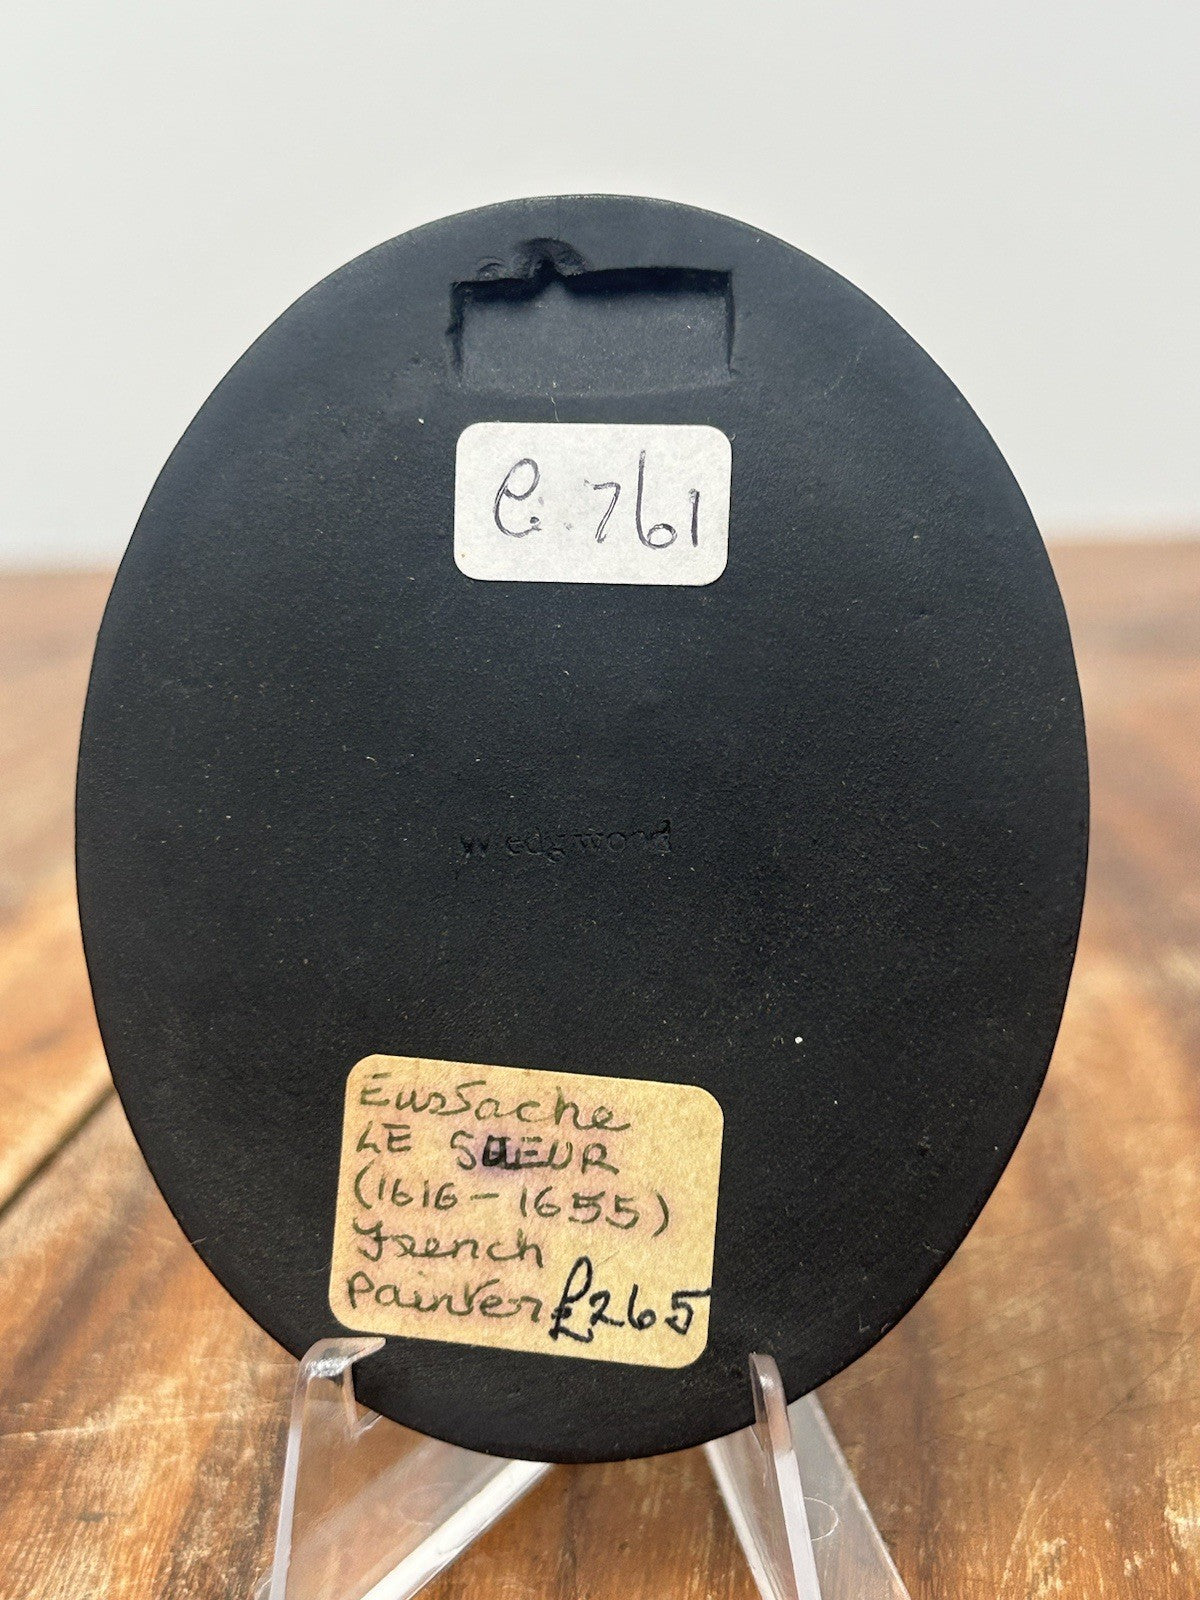 e. 761
Wedgwood
Eustache
LE SUEUR
(1616-1655)
French
Painter £265